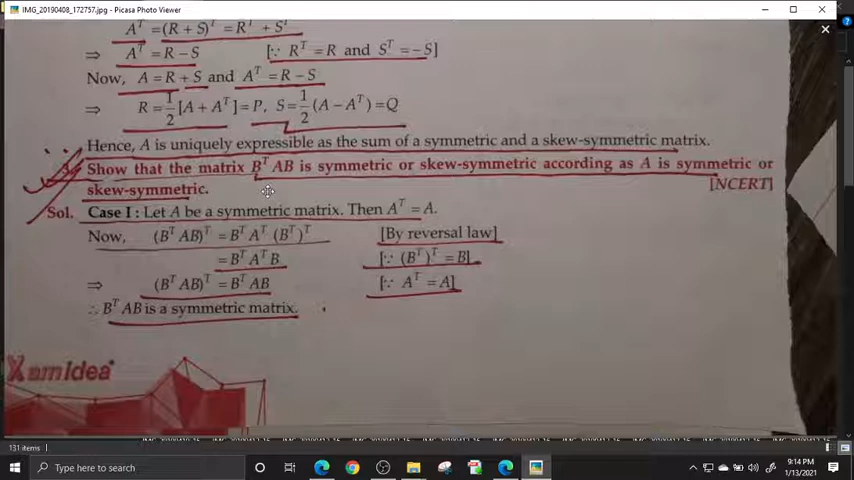 IMG_20190408_172757.jpg - Picasa Photo Viewer
A^T = (R + S)^T = R^T + S^T
⇒ A^T = R – S [∵ R^T = R and S^T = – S]
Now, A = R + S and A^T = R – S
⇒ R = 1/2 [A + A^T] = P, S = 1/2 (A – A^T) = Q
Hence, A is uniquely expressible as the sum of a symmetric and a skew-symmetric matrix.
Show that the matrix B^T AB is symmetric or skew-symmetric according as A is symmetric or
skew-symmetric. [NCERT]
Sol. Case I : Let A be a symmetric matrix. Then A^T = A.
Now, (B^T AB)^T = B^T A^T (B^T)^T [By reversal law]
= B^T A^T B [∵ (B^T)^T = B]
⇒ (B^T AB)^T = B^T AB [∵ A^T = A]
∴ B^T AB is a symmetric matrix.
Xamidea
131 items
Type here to search
9:14 PM
1/13/2021